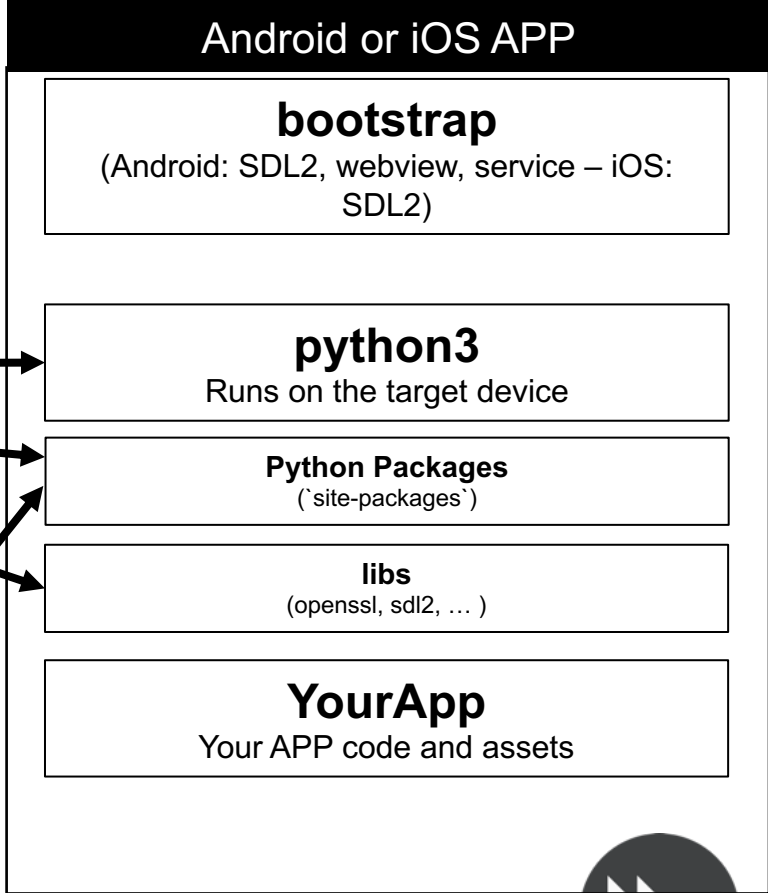 Android or iOS APP
bootstrap
(Android: SDL2, webview, service – iOS:
SDL2)
python3
Runs on the target device
Python Packages
(`site-packages`)
libs
(openssl, sdl2, … )
YourApp
Your APP code and assets